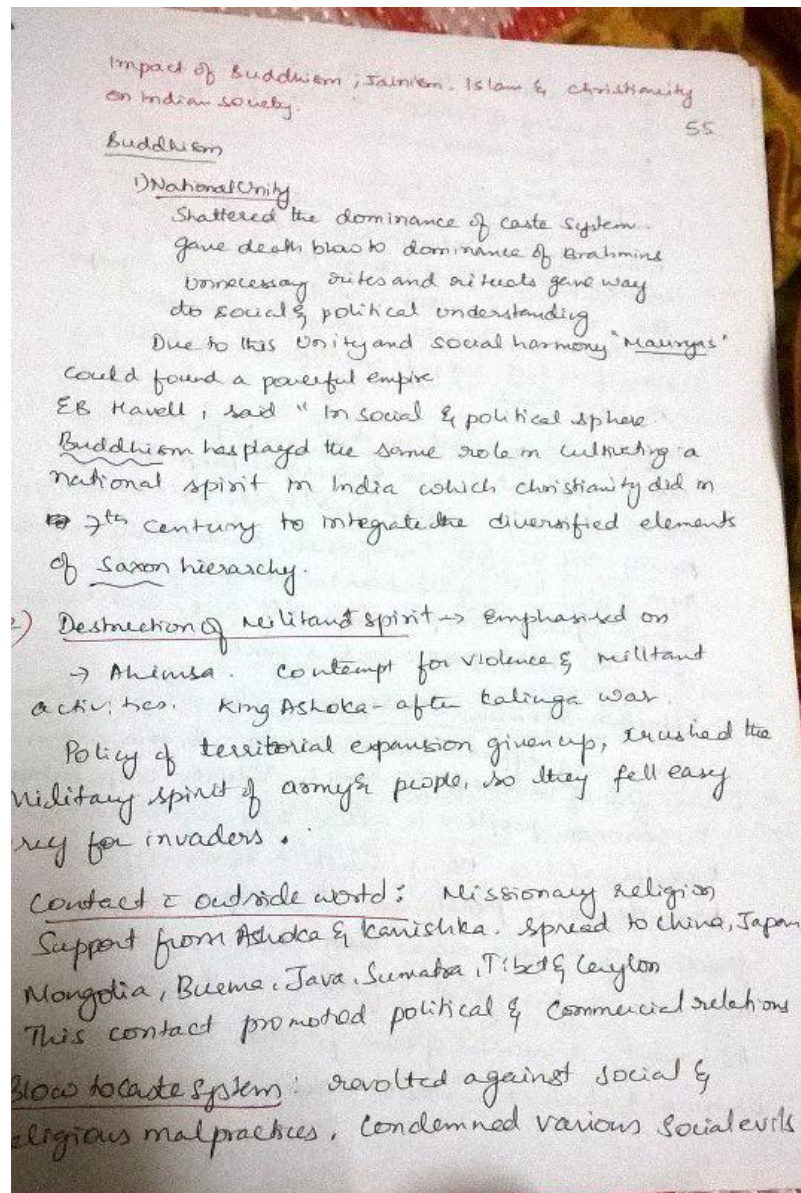 Impact of Buddhism, Jainism, Islam & Christianity
on Indian society.
55
Buddhism
1) National Unity
Shattered the dominance of caste system
gave death blow to dominance of Brahmins
Unnecessary rites and rituals gave way
to social & political understanding
Due to this Unity and social harmony "Mauryas"
could found a powerful empire
EB Havell, said "In social & political sphere
Buddhism has played the same role in cultivating a
national spirit in India which christianity did in
7th century to integrate the diversified elements
of Saxon hierarchy.
2) Destruction of Militant spirit → Emphasised on
→ Ahimsa. Contempt for violence & militant
activities. King Ashoka - after Kalinga war.
Policy of territorial expansion given up, crushed the
Military spirit of army & people, so they fell easy
rey for invaders.
Contact c outside world: Missionary religion
Support from Ashoka & Kanishka. Spread to China, Japan
Mongolia, Burma, Java, Sumatra, Tibet & Ceylon
This contact promoted political & Commercial relations
Blow to caste System: revolted against social &
eligious malpractices, Condemned various Social evils